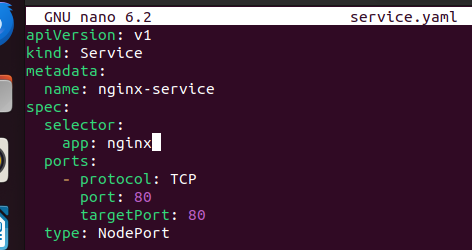 GNU nano 6.2 service.yaml
apiVersion: v1
kind: Service
metadata:
  name: nginx-service
spec:
  selector:
    app: nginx
  ports:
    - protocol: TCP
      port: 80
      targetPort: 80
  type: NodePort